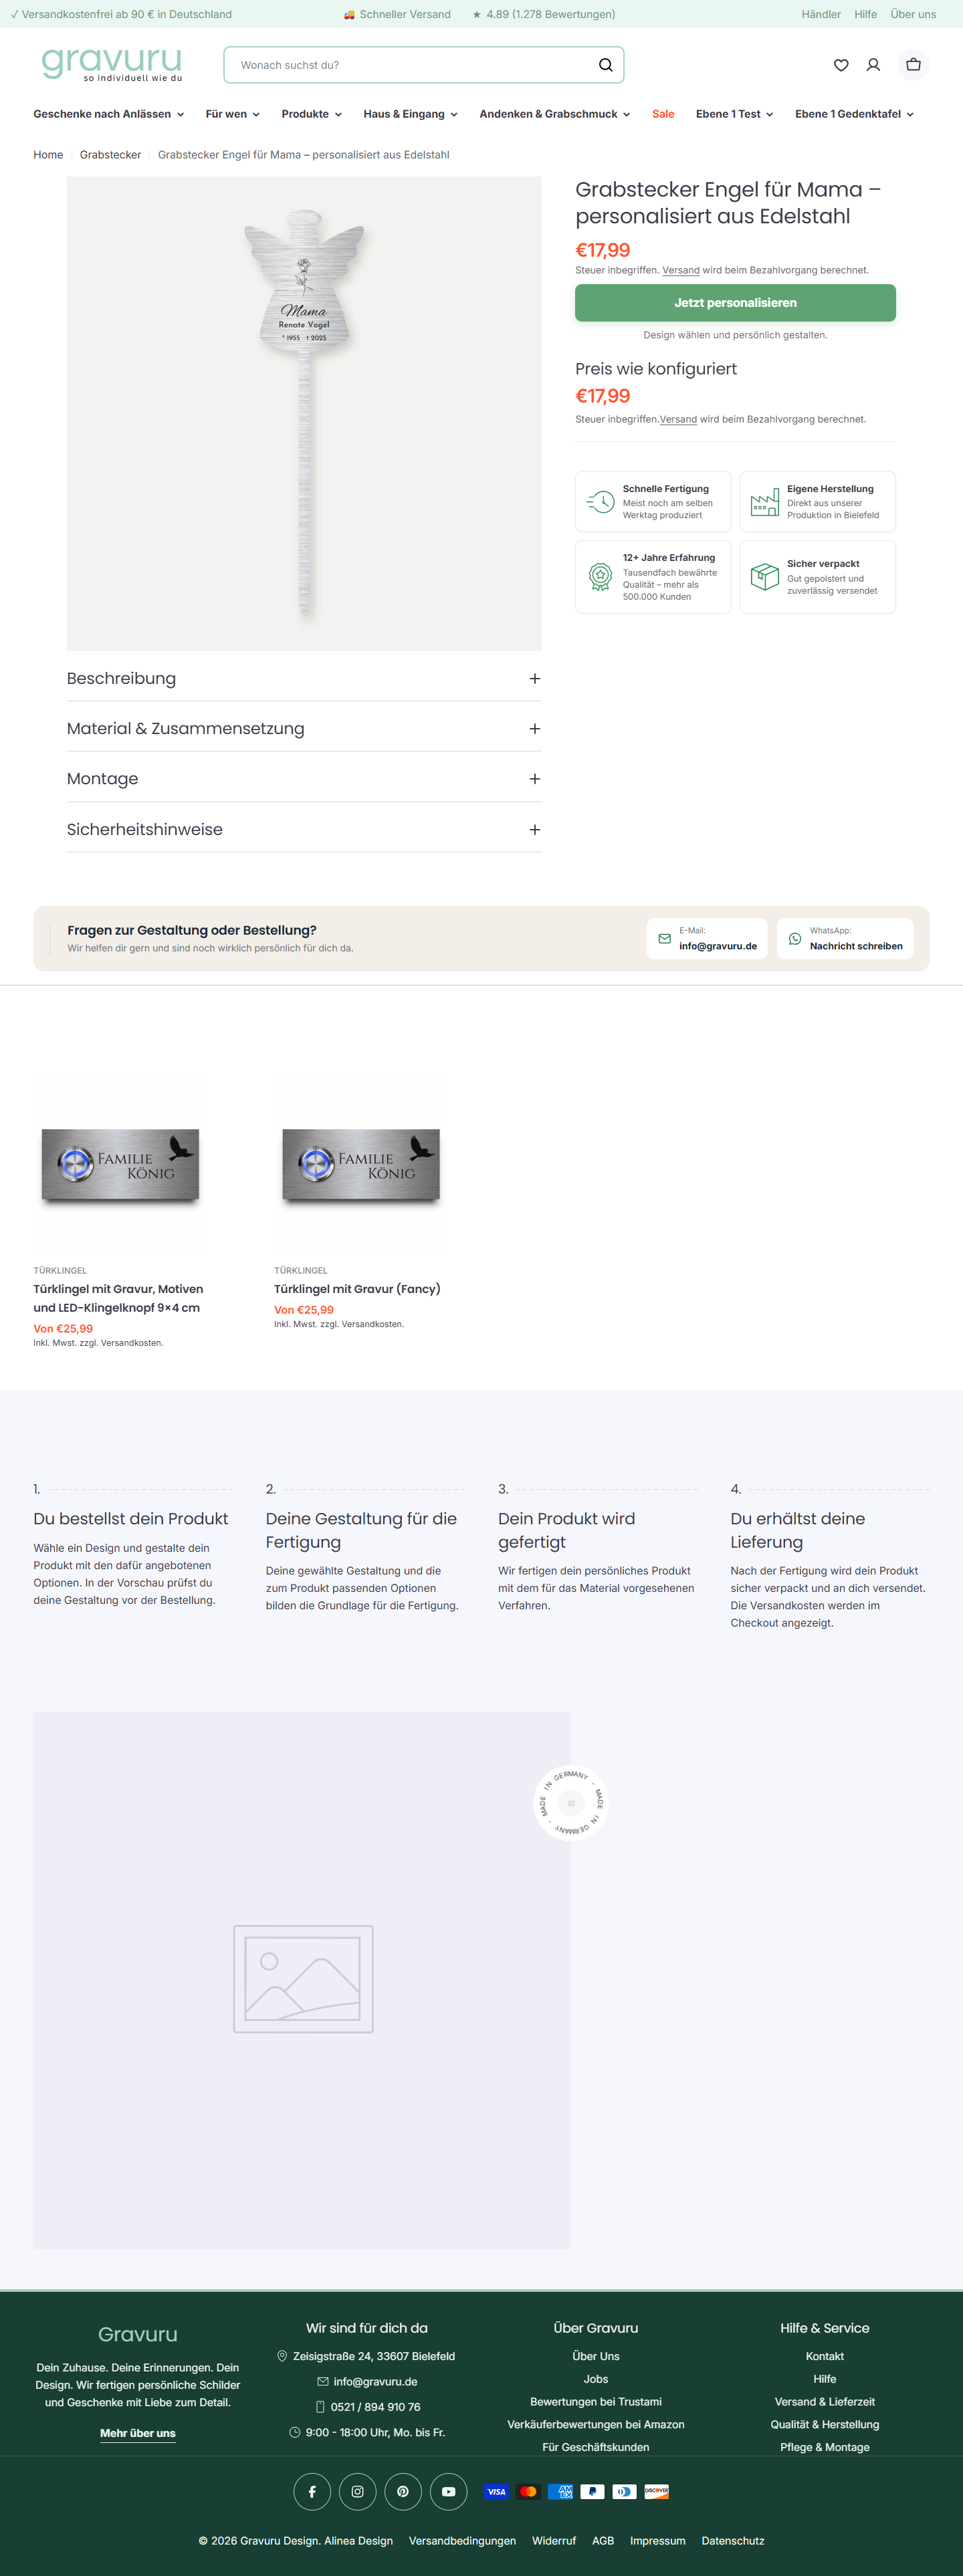 ✓ Versandkostenfrei ab 90 € in Deutschland
🚚 Schneller Versand
★ 4.89 (1.278 Bewertungen)
Händler Hilfe Über uns
gravuru
so individuell wie du
Wonach suchst du?
Geschenke nach Anlässen Für wen Produkte Haus & Eingang Andenken & Grabschmuck Sale Ebene 1 Test Ebene 1 Gedenktafel
Home Grabstecker Grabstecker Engel für Mama – personalisiert aus Edelstahl
Mama
Renate Vogel
* 1955 † 2025
Grabstecker Engel für Mama –
personalisiert aus Edelstahl
€17,99
Steuer inbegriffen. Versand wird beim Bezahlvorgang berechnet.
Jetzt personalisieren
Design wählen und persönlich gestalten.
Preis wie konfiguriert
€17,99
Steuer inbegriffen.Versand wird beim Bezahlvorgang berechnet.
Schnelle Fertigung
Meist noch am selben
Werktag produziert
Eigene Herstellung
Direkt aus unserer
Produktion in Bielefeld
12+ Jahre Erfahrung
Tausendfach bewährte
Qualität – mehr als
500.000 Kunden
Sicher verpackt
Gut gepolstert und
zuverlässig versendet
Beschreibung
Material & Zusammensetzung
Montage
Sicherheitshinweise
Fragen zur Gestaltung oder Bestellung?
Wir helfen dir gern und sind noch wirklich persönlich für dich da.
E-Mail:
info@gravuru.de
WhatsApp:
Nachricht schreiben
FAMILIE
KÖNIG
TÜRKLINGEL
Türklingel mit Gravur, Motiven
und LED-Klingelknopf 9×4 cm
Von €25,99
Inkl. Mwst. zzgl. Versandkosten.
FAMILIE
KÖNIG
TÜRKLINGEL
Türklingel mit Gravur (Fancy)
Von €25,99
Inkl. Mwst. zzgl. Versandkosten.
1.
Du bestellst dein Produkt
Wähle ein Design und gestalte dein
Produkt mit den dafür angebotenen
Optionen. In der Vorschau prüfst du
deine Gestaltung vor der Bestellung.
2.
Deine Gestaltung für die
Fertigung
Deine gewählte Gestaltung und die
zum Produkt passenden Optionen
bilden die Grundlage für die Fertigung.
3.
Dein Produkt wird
gefertigt
Wir fertigen dein persönliches Produkt
mit dem für das Material vorgesehenen
Verfahren.
4.
Du erhältst deine
Lieferung
Nach der Fertigung wird dein Produkt
sicher verpackt und an dich versendet.
Die Versandkosten werden im
Checkout angezeigt.
MADE IN GERMANY - MADE IN GERMANY -
Gravuru
Dein Zuhause. Deine Erinnerungen. Dein
Design. Wir fertigen persönliche Schilder
und Geschenke mit Liebe zum Detail.
Mehr über uns
Wir sind für dich da
Zeisigstraße 24, 33607 Bielefeld
info@gravuru.de
0521 / 894 910 76
9:00 - 18:00 Uhr, Mo. bis Fr.
Über Gravuru
Über Uns
Jobs
Bewertungen bei Trustami
Verkäuferbewertungen bei Amazon
Für Geschäftskunden
Hilfe & Service
Kontakt
Hilfe
Versand & Lieferzeit
Qualität & Herstellung
Pflege & Montage
VISA
AMEX
DISCOVER
© 2026 Gravuru Design. Alinea Design Versandbedingungen Widerruf AGB Impressum Datenschutz